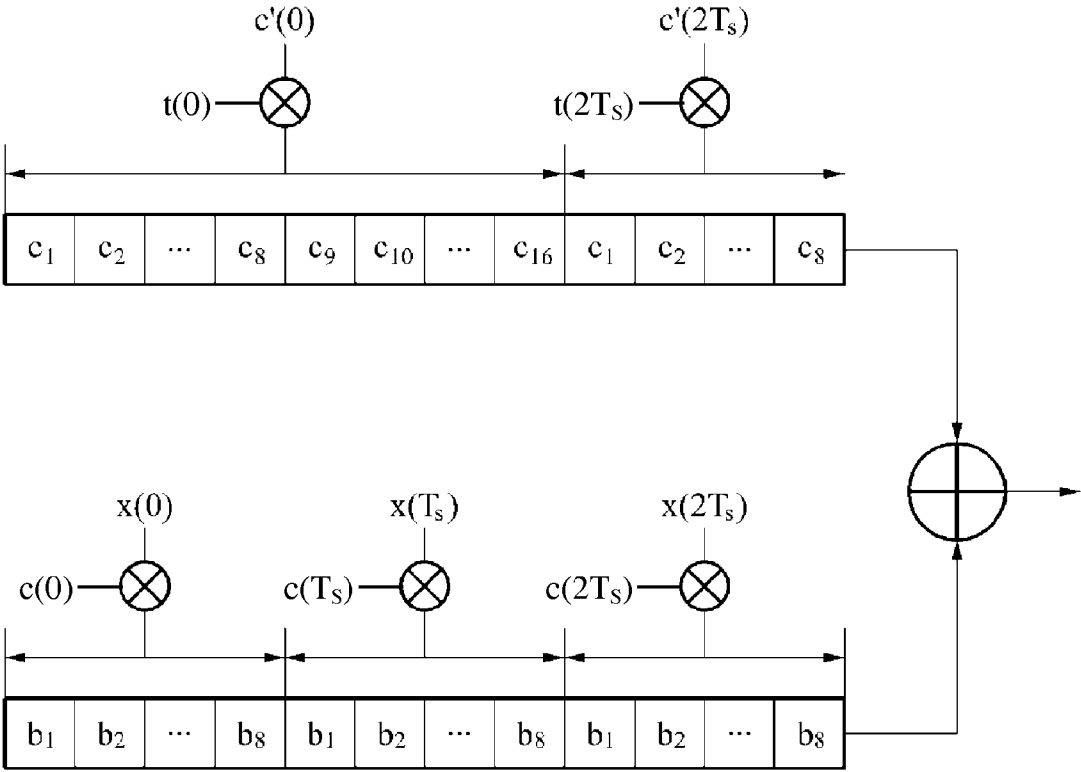 c'(0) c'(2Ts)
t(0) t(2TS)
c1 c2 ... c8 c9 c10 ... c16 c1 c2 ... c8
x(0) x(Ts) x(2Ts)
c(0) c(TS) c(2TS)
b1 b2 ... b8 b1 b2 ... b8 b1 b2 ... b8